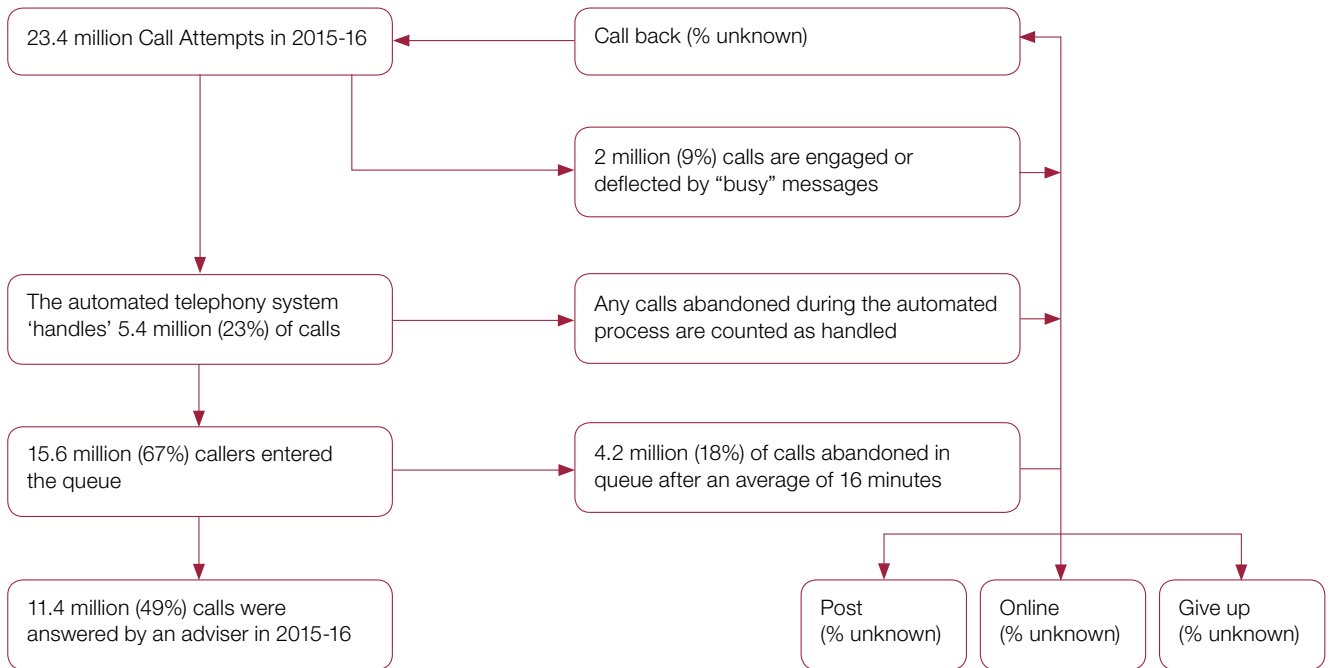 23.4 million Call Attempts in 2015-16
Call back (% unknown)
2 million (9%) calls are engaged or
deflected by “busy” messages
The automated telephony system
‘handles’ 5.4 million (23%) of calls
Any calls abandoned during the automated
process are counted as handled
15.6 million (67%) callers entered
the queue
4.2 million (18%) of calls abandoned in
queue after an average of 16 minutes
11.4 million (49%) calls were
answered by an adviser in 2015-16
Post
(% unknown)
Online
(% unknown)
Give up
(% unknown)